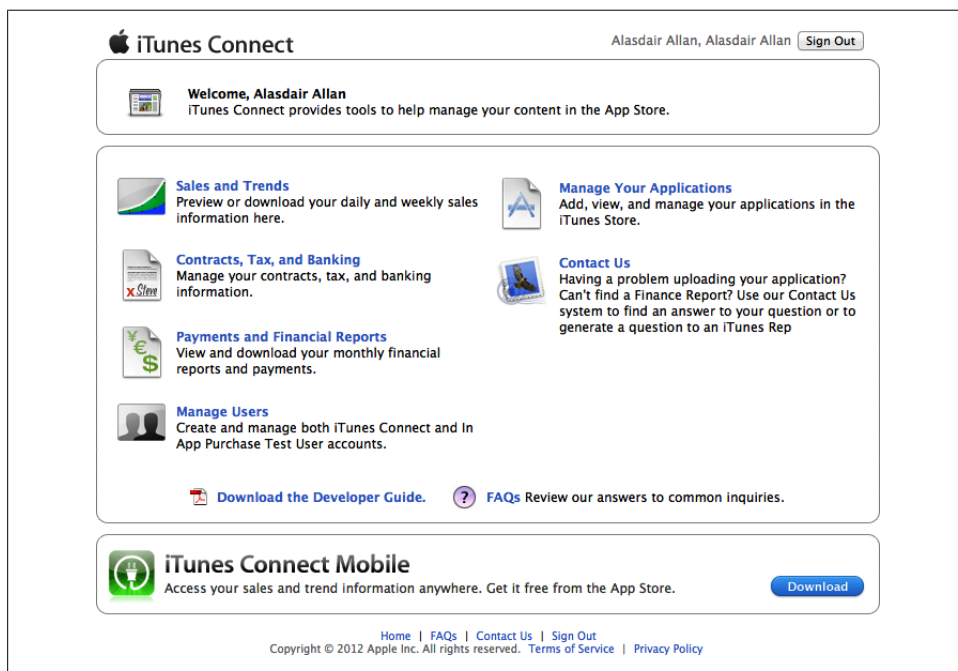 iTunes Connect
Alasdair Allan, Alasdair Allan Sign Out
Welcome, Alasdair Allan
iTunes Connect provides tools to help manage your content in the App Store.
Sales and Trends
Preview or download your daily and weekly sales
information here.
Contracts, Tax, and Banking
Manage your contracts, tax, and banking
information.
X Steve
Payments and Financial Reports
View and download your monthly financial
reports and payments.
¥
€
$
Manage Users
Create and manage both iTunes Connect and In
App Purchase Test User accounts.
Manage Your Applications
Add, view, and manage your applications in the
iTunes Store.
Contact Us
Having a problem uploading your application?
Can't find a Finance Report? Use our Contact Us
system to find an answer to your question or to
generate a question to an iTunes Rep
Download the Developer Guide.
? FAQs Review our answers to common inquiries.
iTunes Connect Mobile
Access your sales and trend information anywhere. Get it free from the App Store.
Download
Home | FAQs | Contact Us | Sign Out
Copyright © 2012 Apple Inc. All rights reserved. Terms of Service | Privacy Policy